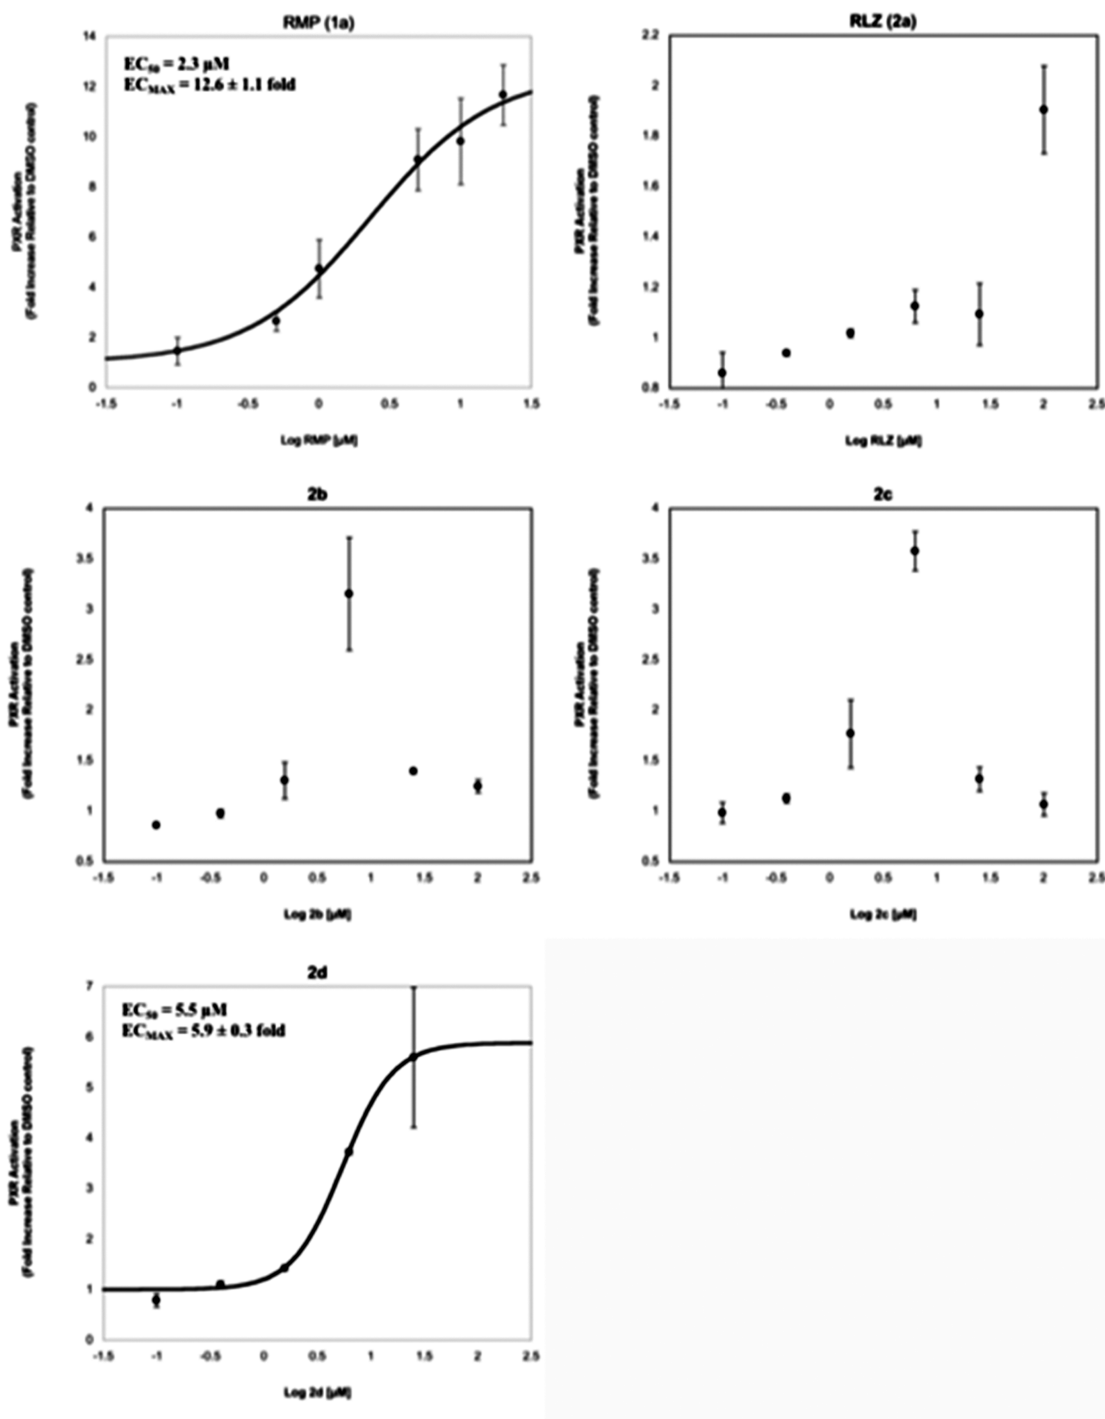 RMP (1a)
EC50 = 2.3 µM
ECMAX = 12.6 ± 1.1 fold
PXR Activation
(Fold Increase Relative to DMSO control)
14
12
10
8
6
4
2
0
-1.5 -1 -0.5 0 0.5 1 1.5
Log RMP [µM]
RLZ (2a)
PXR Activation
(Fold Increase Relative to DMSO control)
2.2
2
1.8
1.6
1.4
1.2
1
0.8
-1.5 -1 -0.5 0 0.5 1 1.5 2 2.5
Log RLZ [µM]
2b
PXR Activation
(Fold Increase Relative to DMSO control)
4
3.5
3
2.5
2
1.5
1
0.5
-1.5 -1 -0.5 0 0.5 1 1.5 2 2.5
Log 2b [µM]
2c
PXR Activation
(Fold Increase Relative to DMSO control)
4
3.5
3
2.5
2
1.5
1
0.5
-1.5 -1 -0.5 0 0.5 1 1.5 2 2.5
Log 2c [µM]
2d
EC50 = 5.5 µM
ECMAX = 5.9 ± 0.3 fold
PXR Activation
(Fold Increase Relative to DMSO control)
7
6
5
4
3
2
1
0
-1.5 -1 -0.5 0 0.5 1 1.5 2 2.5
Log 2d [µM]